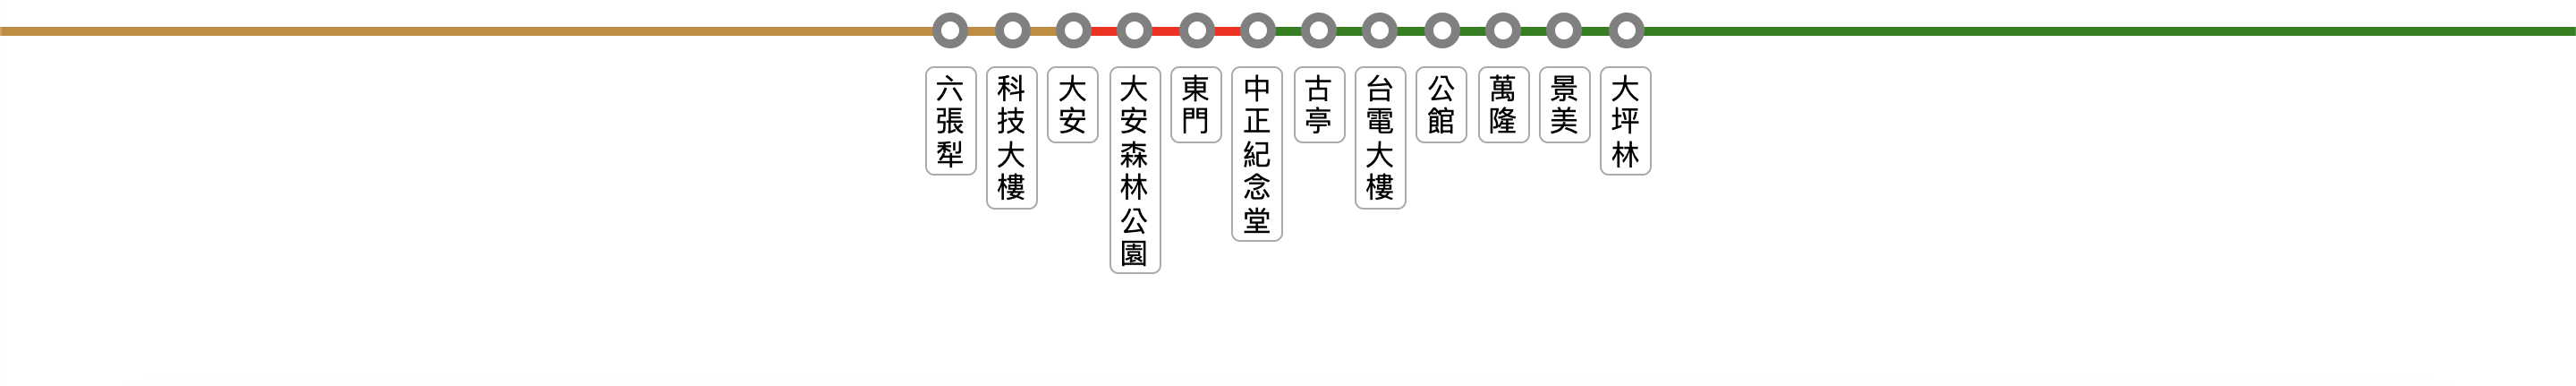 六張犁
科技大樓
大安
大安森林公園
東門
中正紀念堂
古亭
台電大樓
公館
萬隆
景美
大坪林